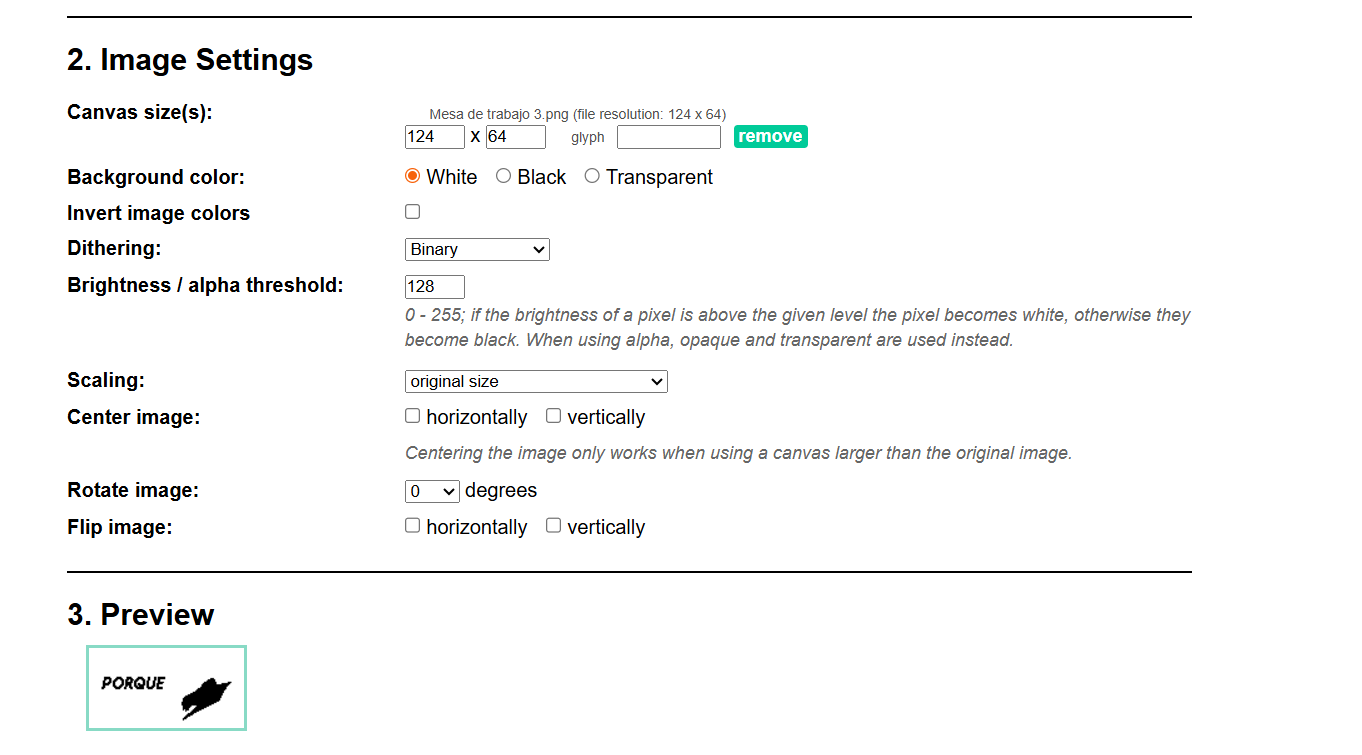 2. Image Settings
Canvas size(s):
Mesa de trabajo 3.png (file resolution: 124 x 64)
124 x 64 glyph remove
Background color: White Black Transparent
Invert image colors
Dithering: Binary
Brightness / alpha threshold: 128
0 - 255; if the brightness of a pixel is above the given level the pixel becomes white, otherwise they
become black. When using alpha, opaque and transparent are used instead.
Scaling: original size
Center image: horizontally vertically
Centering the image only works when using a canvas larger than the original image.
Rotate image: 0 degrees
Flip image: horizontally vertically
3. Preview
PORQUE